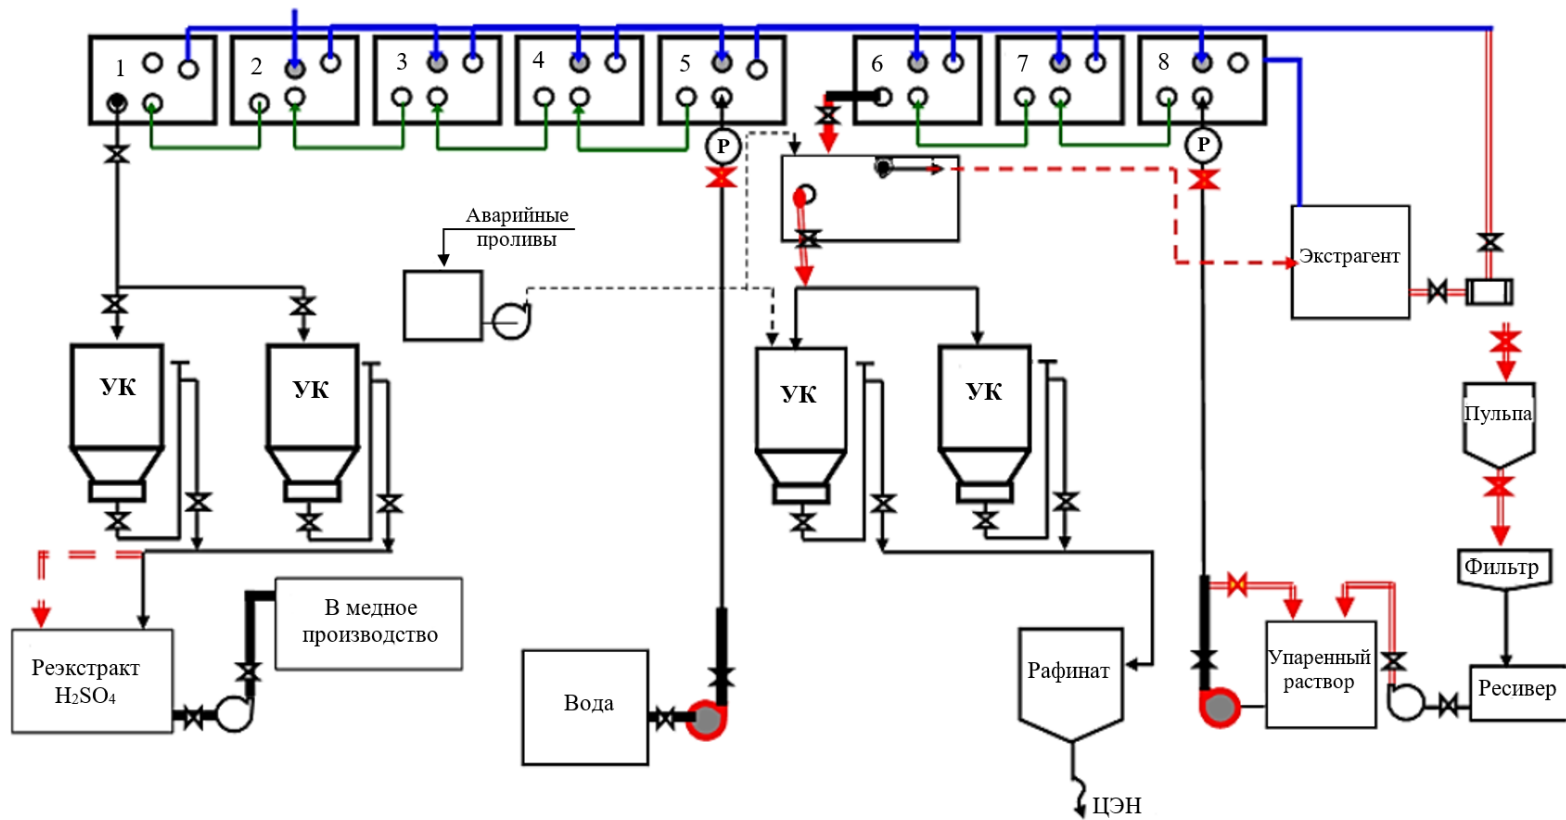 1
2
3
4
5
6
7
8
P
P
Аварийные
проливы
Экстрагент
УК
УК
УК
УК
Пульпа
Фильтр
В медное
производство
Реэкстракт
H₂SO₄
Вода
Рафинат
Упаренный
раствор
Ресивер
ЦЭН